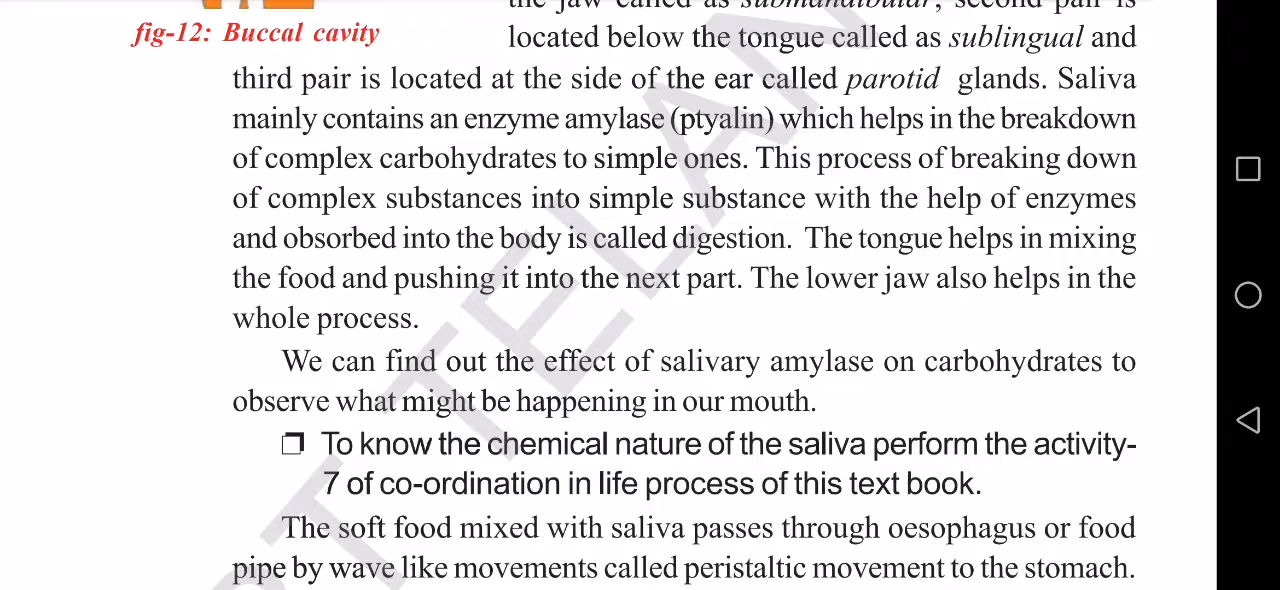 the jaw called as submandibular, second pair is
fig-12: Buccal cavity
located below the tongue called as sublingual and
third pair is located at the side of the ear called parotid glands. Saliva
mainly contains an enzyme amylase (ptyalin) which helps in the breakdown
of complex carbohydrates to simple ones. This process of breaking down
of complex substances into simple substance with the help of enzymes
and obsorbed into the body is called digestion. The tongue helps in mixing
the food and pushing it into the next part. The lower jaw also helps in the
whole process.
We can find out the effect of salivary amylase on carbohydrates to
observe what might be happening in our mouth.
❒ To know the chemical nature of the saliva perform the activity-
7 of co-ordination in life process of this text book.
The soft food mixed with saliva passes through oesophagus or food
pipe by wave like movements called peristaltic movement to the stomach.